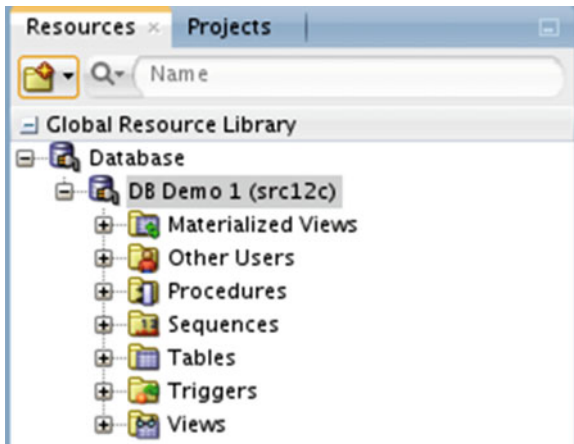 Resources Projects
Name
Global Resource Library
Database
DB Demo 1 (src12c)
Materialized Views
Other Users
Procedures
Sequences
Tables
Triggers
Views